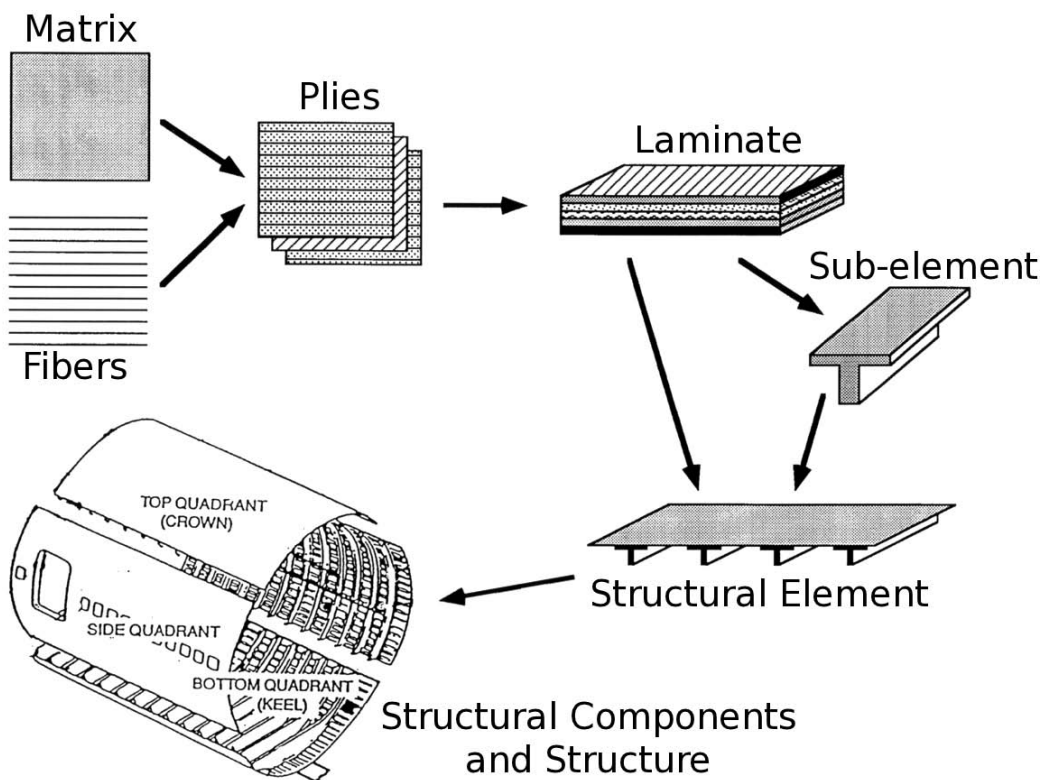 Matrix
Plies
Laminate
Sub-element
Fibers
TOP QUADRANT
(CROWN)
SIDE QUADRANT
BOTTOM QUADRANT
(KEEL)
Structural Element
Structural Components
and Structure